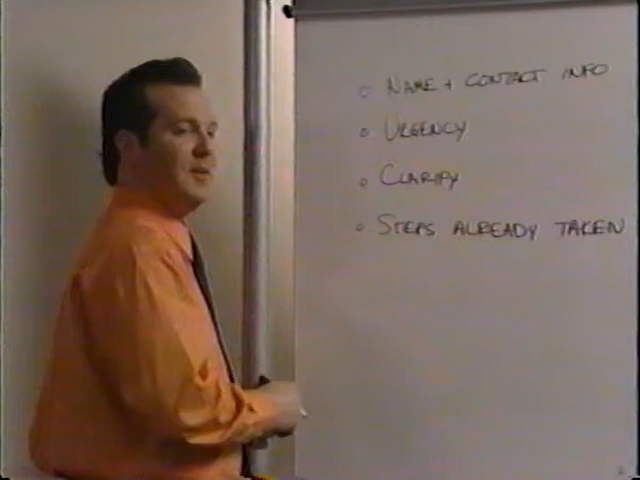 o NAME + CONTACT INFO
o URGENCY
o CLARIFY
o STEPS ALREADY TAKEN